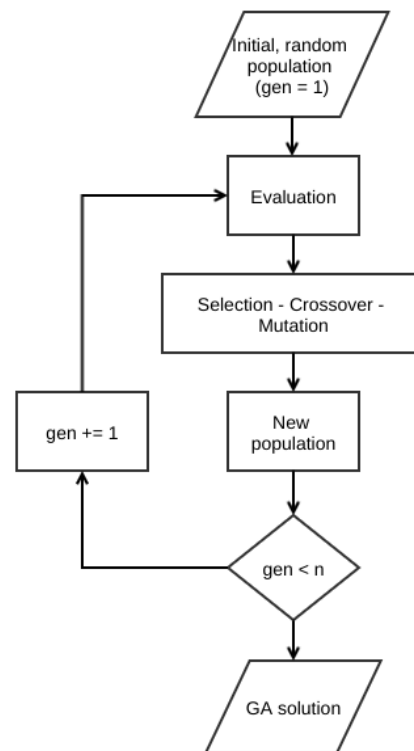 Initial, random
population
(gen = 1)
Evaluation
Selection - Crossover -
Mutation
New
population
gen += 1
gen < n
GA solution